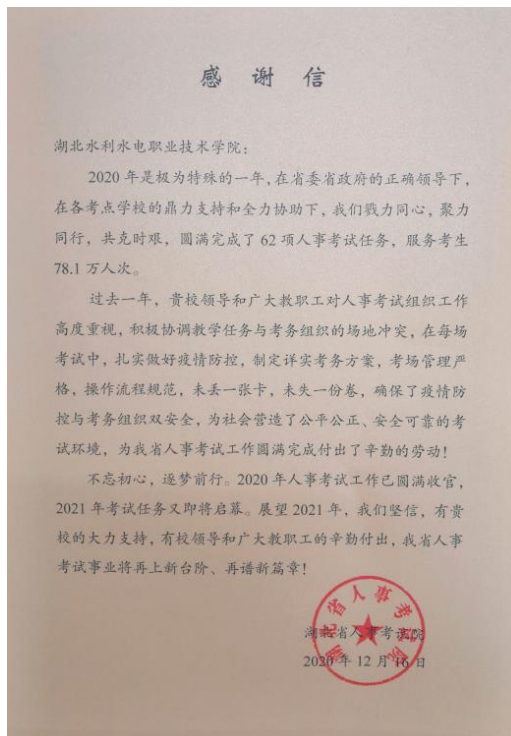 感谢信
湖北水利水电职业技术学院：
2020年是极为特殊的一年，在省委省政府的正确领导下，
在各考点学校的鼎力支持和全力协助下，我们戮力同心，聚力
同行，共克时艰，圆满完成了62项人事考试任务，服务考生
78.1万人次。
过去一年，贵校领导和广大教职工对人事考试组织工作
高度重视，积极协调教学任务与考务组织的场地冲突，在每场
考试中，扎实做好疫情防控，制定详实考务方案，考场管理严
格，操作流程规范，未丢一张卡，未失一份卷，确保了疫情防
控与考务组织双安全，为社会营造了公平公正、安全可靠的考
试环境，为我省人事考试工作圆满完成付出了辛勤的劳动！
不忘初心，逐梦前行。2020年人事考试工作已圆满收官，
2021年考试任务又即将启幕。展望2021年，我们坚信，有贵
校的大力支持，有校领导和广大教职工的辛勤付出，我省人事
考试事业将再上新台阶、再谱新篇章！
湖北省人事考试院
2020年12月16日
湖北省人事考试院